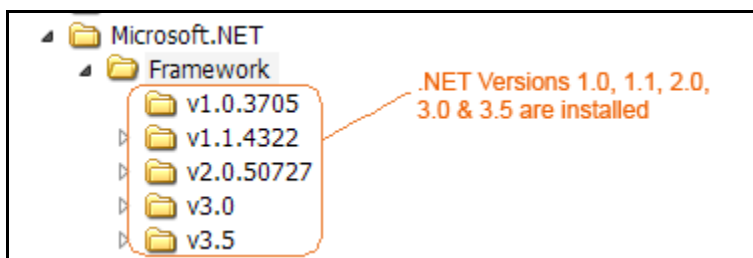 Microsoft.NET
Framework
v1.0.3705
v1.1.4322
v2.0.50727
v3.0
v3.5
.NET Versions 1.0, 1.1, 2.0,
3.0 & 3.5 are installed